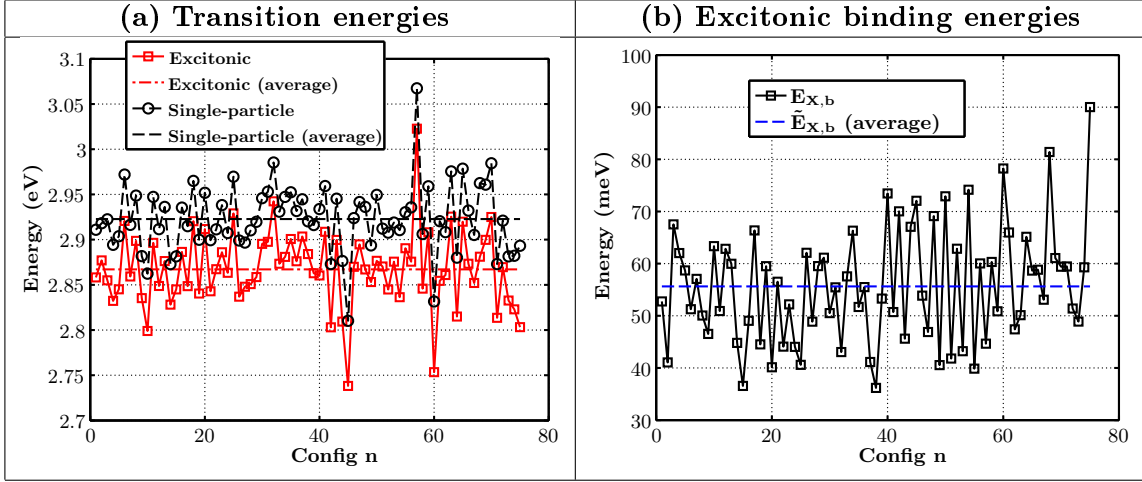 (a) Transition energies
(b) Excitonic binding energies
3.1
3.05
3
2.95
2.9
2.85
2.8
2.75
2.7
Energy (eV)
0 20 40 60 80
Config n
Excitonic
Excitonic (average)
Single-particle
Single-particle (average)
100
90
80
70
60
50
40
30
Energy (meV)
0 20 40 60 80
Config n
E_{X,b}
Ẽ_{X,b} (average)